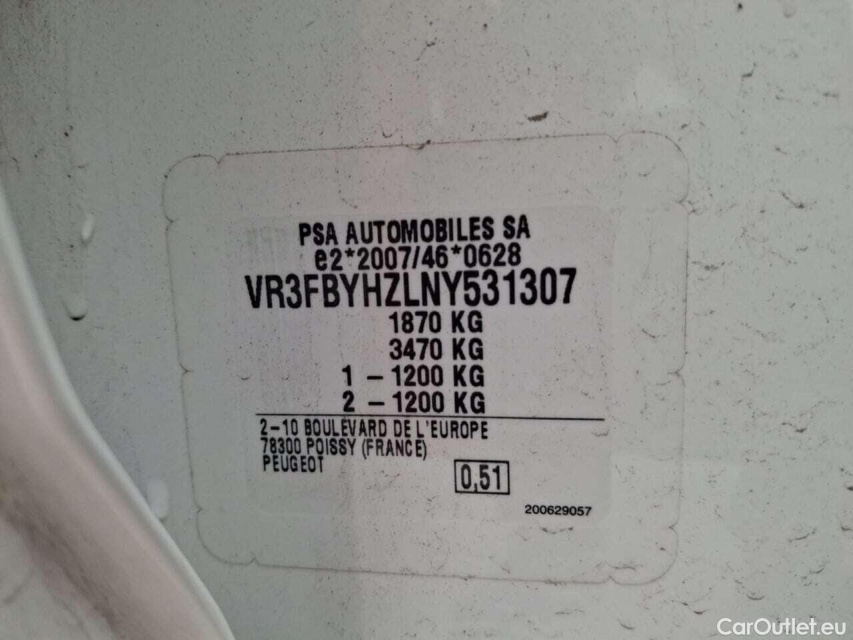 PSA AUTOMOBILES SA
e2*2007/46*0628
VR3FBYHZLNY531307
1870 KG
3470 KG
1 – 1200 KG
2 – 1200 KG
2-10 BOULEVARD DE L'EUROPE
78300 POISSY (FRANCE)
PEUGEOT
0,51
200629057
CarOutlet.eu